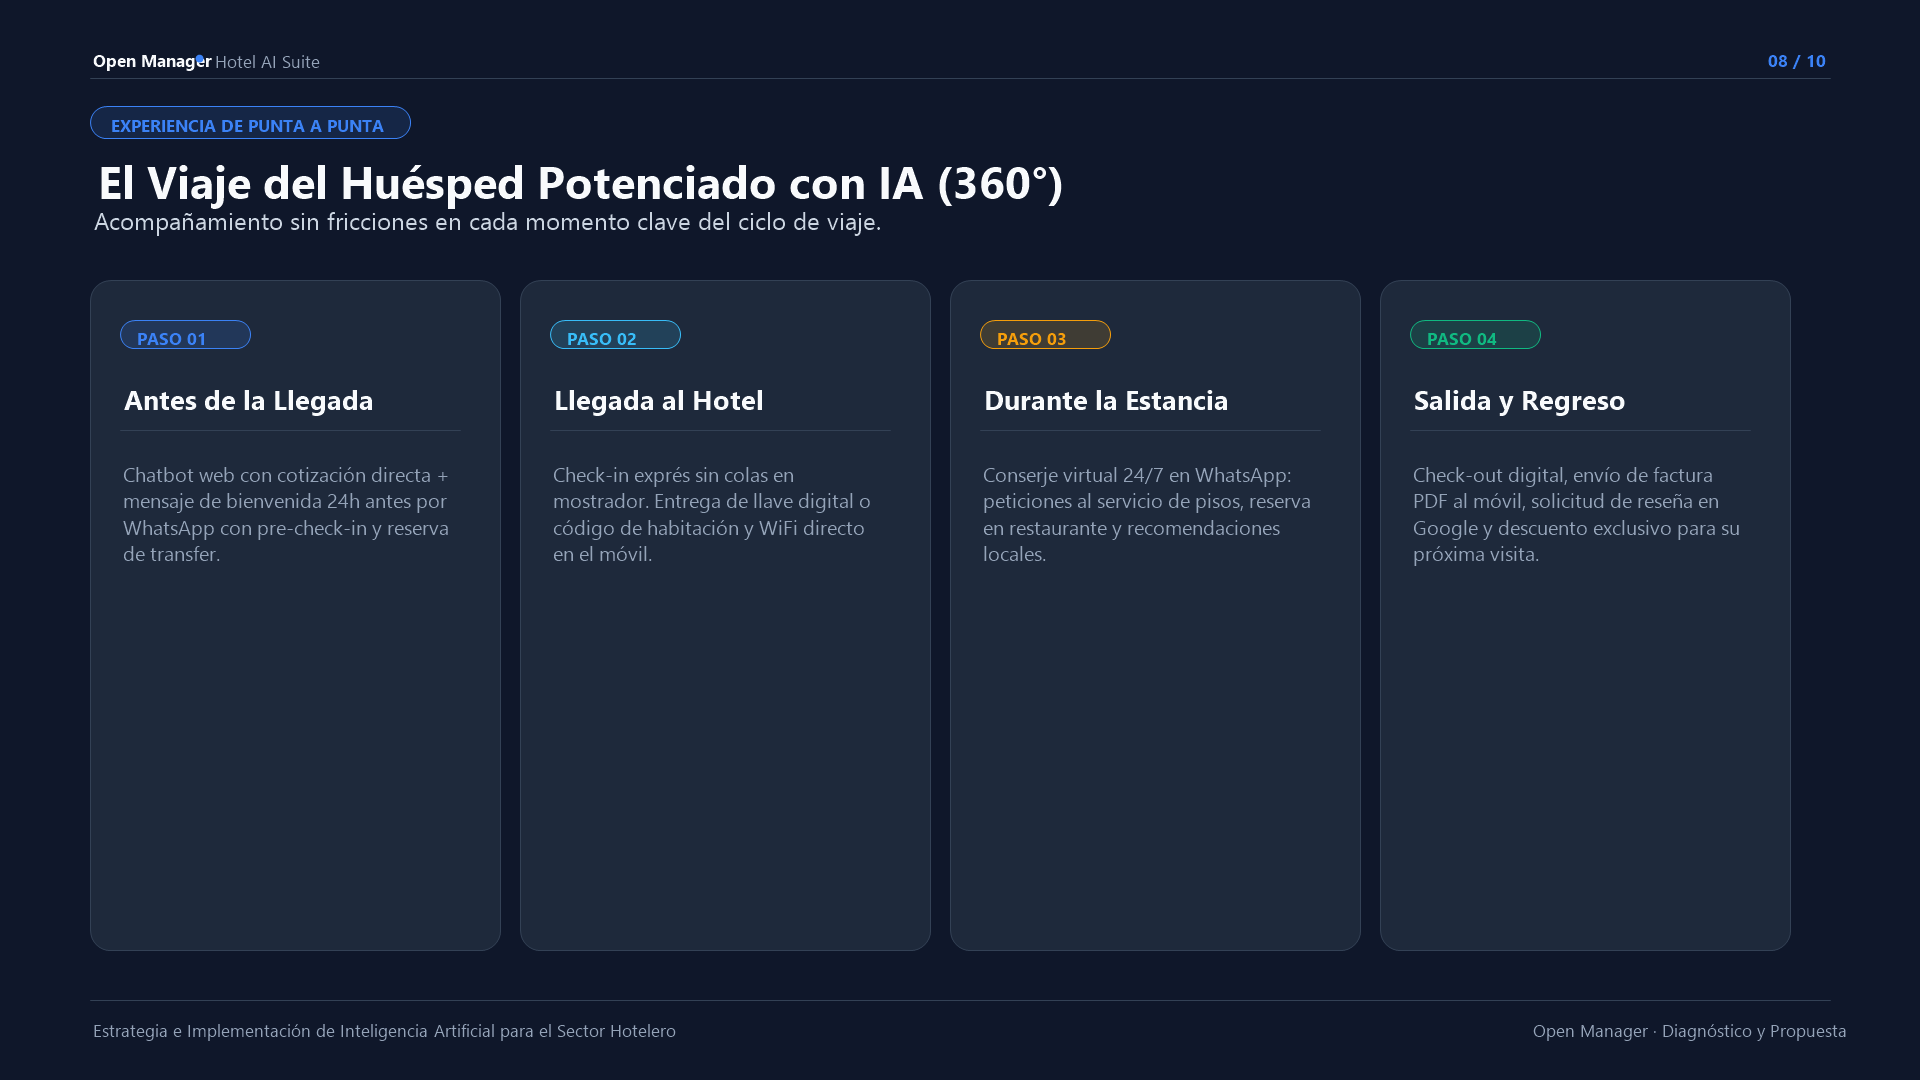 Open Manager Hotel AI Suite
08 / 10
EXPERIENCIA DE PUNTA A PUNTA
El Viaje del Huésped Potenciado con IA (360°)
Acompañamiento sin fricciones en cada momento clave del ciclo de viaje.
PASO 01
Antes de la Llegada
Chatbot web con cotización directa +
mensaje de bienvenida 24h antes por
WhatsApp con pre-check-in y reserva
de transfer.
PASO 02
Llegada al Hotel
Check-in exprés sin colas en
mostrador. Entrega de llave digital o
código de habitación y WiFi directo
en el móvil.
PASO 03
Durante la Estancia
Conserje virtual 24/7 en WhatsApp:
peticiones al servicio de pisos, reserva
en restaurante y recomendaciones
locales.
PASO 04
Salida y Regreso
Check-out digital, envío de factura
PDF al móvil, solicitud de reseña en
Google y descuento exclusivo para su
próxima visita.
Estrategia e Implementación de Inteligencia Artificial para el Sector Hotelero
Open Manager · Diagnóstico y Propuesta